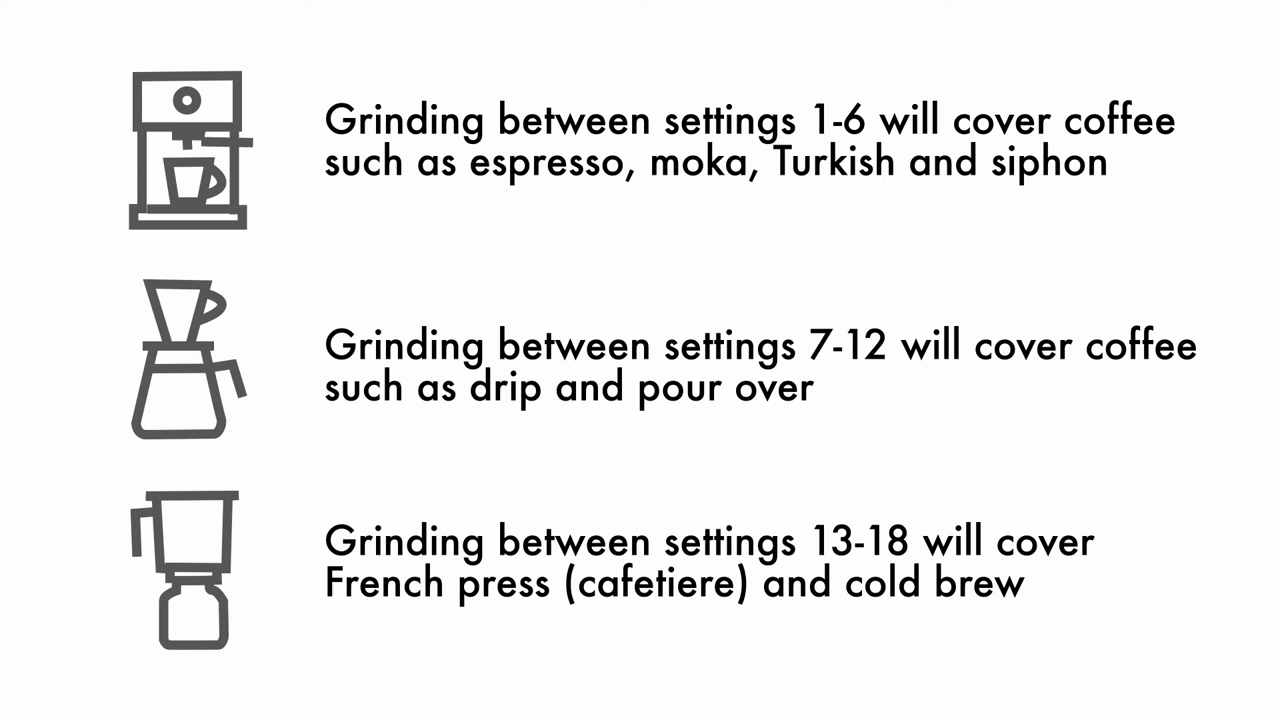 Grinding between settings 1-6 will cover coffee
such as espresso, moka, Turkish and siphon
Grinding between settings 7-12 will cover coffee
such as drip and pour over
Grinding between settings 13-18 will cover
French press (cafetiere) and cold brew